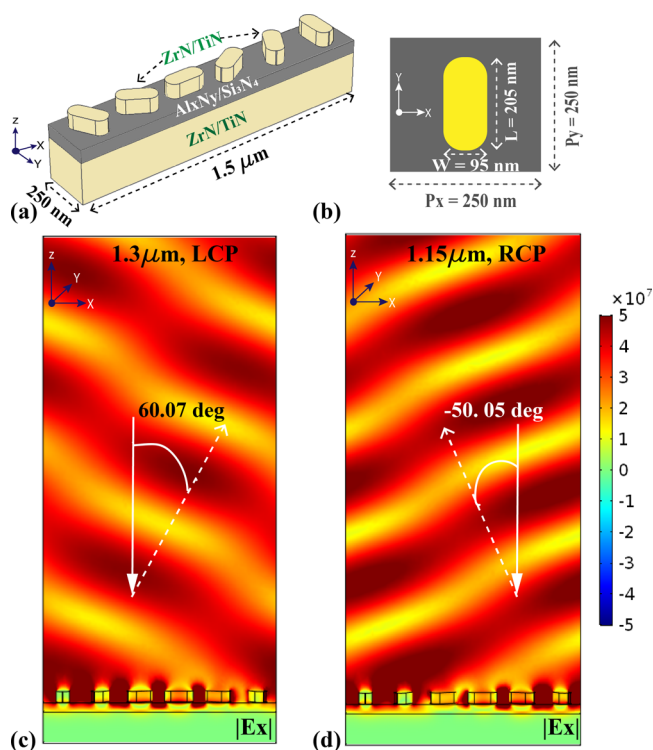 ZrN/TiN
AlxNy/Si₃N₄
ZrN/TiN
z
X
Y
250 nm
1.5 μm
(a)
Y
X
L = 205 nm
W = 95 nm
Py = 250 nm
Px = 250 nm
(b)
1.3μm, LCP
z
Y
X
60.07 deg
|Ex|
(c)
1.15μm, RCP
z
Y
X
-50. 05 deg
|Ex|
(d)
×10⁷
5
4
3
2
1
0
-1
-2
-3
-4
-5